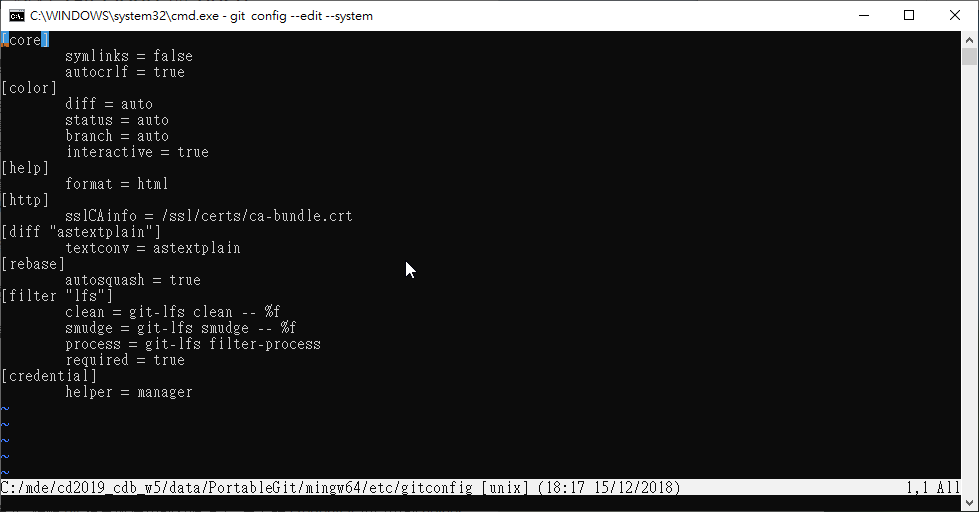 C:\WINDOWS\system32\cmd.exe - git config --edit --system
[core]
symlinks = false
autocrlf = true
[color]
diff = auto
status = auto
branch = auto
interactive = true
[help]
format = html
[http]
sslCAinfo = /ssl/certs/ca-bundle.crt
[diff "astextplain"]
textconv = astextplain
[rebase]
autosquash = true
[filter "lfs"]
clean = git-lfs clean -- %f
smudge = git-lfs smudge -- %f
process = git-lfs filter-process
required = true
[credential]
helper = manager
~
~
~
~
~
C:/mde/cd2019_cdb_w5/data/PortableGit/mingw64/etc/gitconfig [unix] (18:17 15/12/2018) 1,1 All